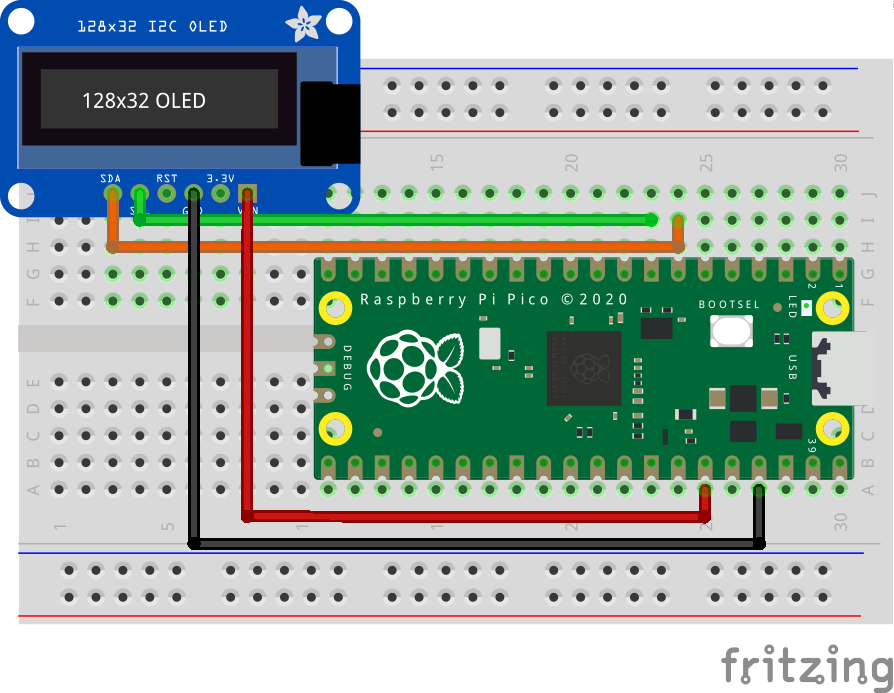 128x32 I2C OLED
128x32 OLED
SDA RST 3.3V
GND VIN
15 20 25 30
J
I I
H H
G G
F F
Raspberry Pi Pico ©2020
BOOTSEL
LED
2 1
DEBUG
USB
E
D D
C C
B B
A A
39
1 5 15 30
fritzing